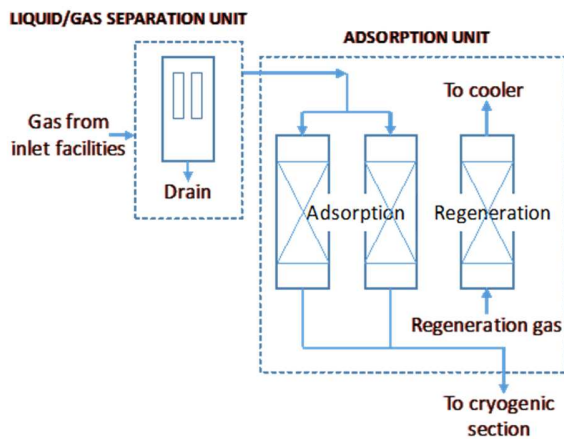 LIQUID/GAS SEPARATION UNIT
ADSORPTION UNIT
To cooler
Gas from
inlet facilities
Drain
Adsorption
Regeneration
Regeneration gas
To cryogenic
section